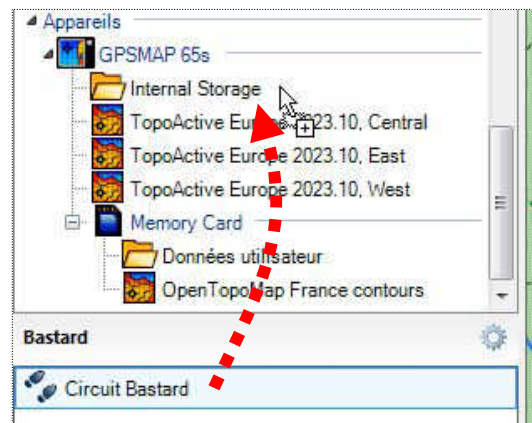 Appareils
GPSMAP 65s
Internal Storage
TopoActive Europe 2023.10, Central
TopoActive Europe 2023.10, East
TopoActive Europe 2023.10, West
Memory Card
Données utilisateur
OpenTopoMap France contours
Bastard
Circuit Bastard